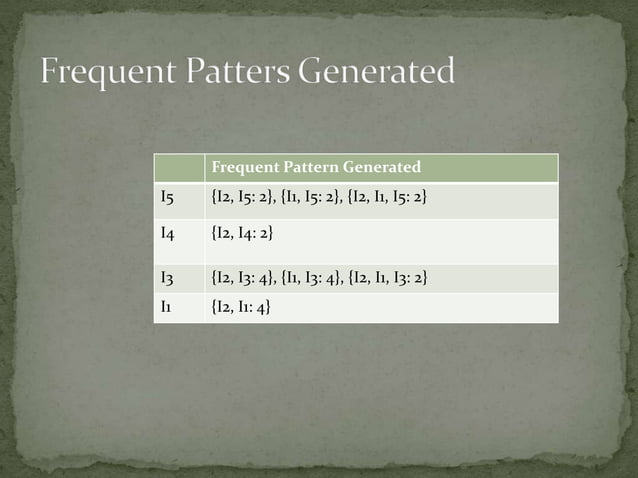 Frequent Patters Generated
Frequent Pattern Generated
I5 {I2, I5: 2}, {I1, I5: 2}, {I2, I1, I5: 2}
I4 {I2, I4: 2}
I3 {I2, I3: 4}, {I1, I3: 4}, {I2, I1, I3: 2}
I1 {I2, I1: 4}